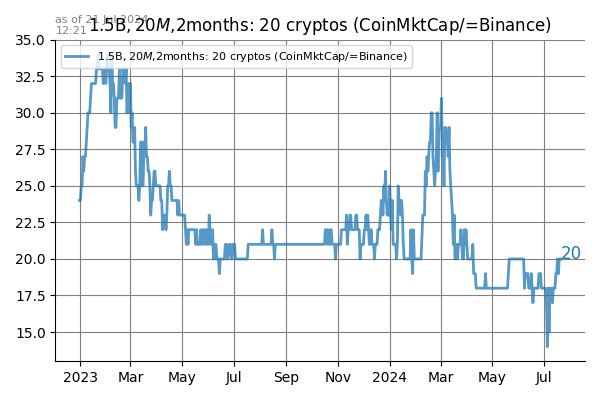 as of 21 Jul 2024
12:21
1.5B,20M,2months: 20 cryptos (CoinMktCap/=Binance)
1.5B,20M,2months: 20 cryptos (CoinMktCap/=Binance)
35.0
32.5
30.0
27.5
25.0
22.5
20.0
17.5
15.0
20
2023 Mar May Jul Sep Nov 2024 Mar May Jul